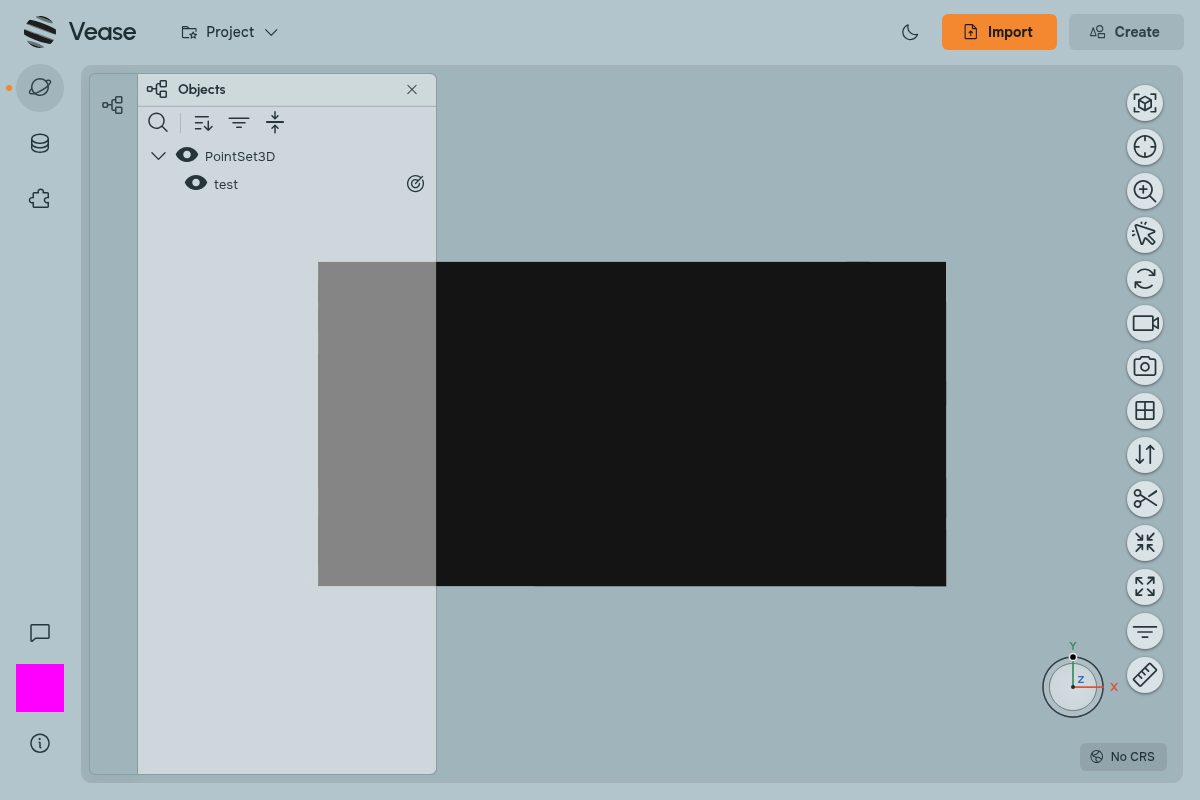 Vease
Project
Import
Create
Objects
PointSet3D
test
Y
Z
X
No CRS